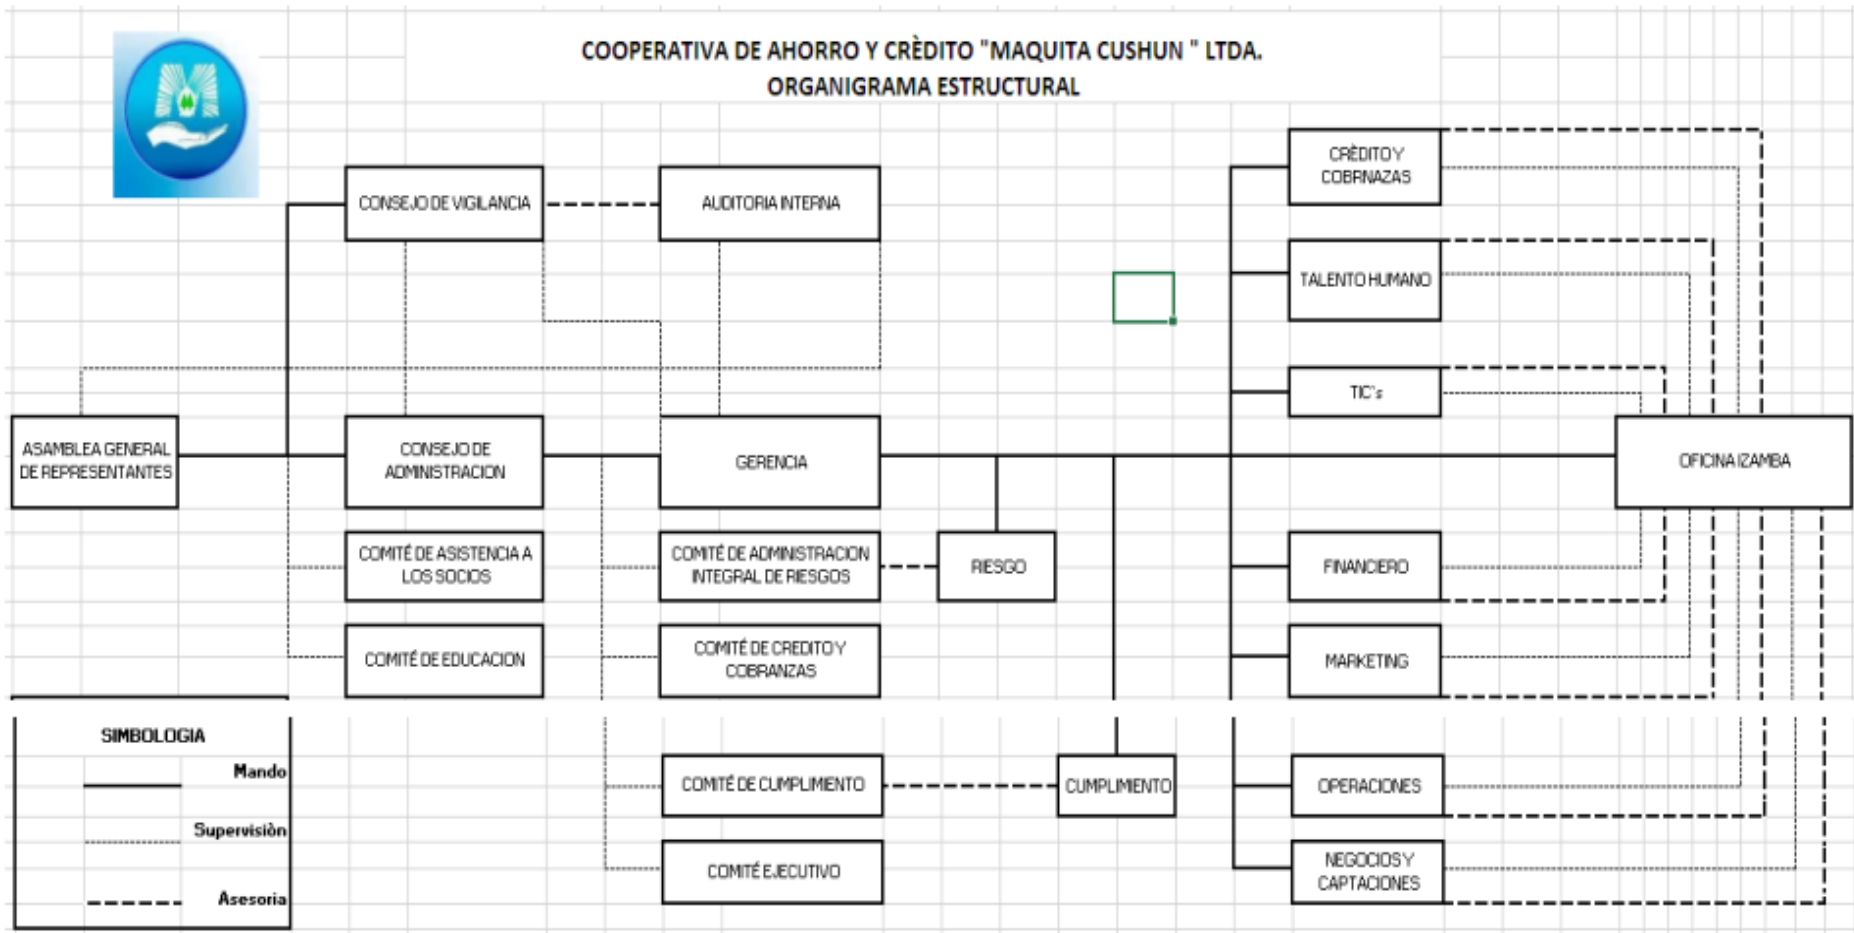 COOPERATIVA DE AHORRO Y CRÈDITO "MAQUITA CUSHUN " LTDA.
ORGANIGRAMA ESTRUCTURAL
CRÈDITO Y
COBRNAZAS
CONSEJO DE VIGILANCIA
AUDITORIA INTERNA
TALENTO HUMANO
TIC`s
ASAMBLEA GENERAL
DE REPRESENTANTES
CONSEJO DE
ADMINISTRACION
GERENCIA
OFICINA IZAMBA
COMITÉ DE ASISTENCIA A
LOS SOCIOS
COMITÉ DE ADMINISTRACION
INTEGRAL DE RIESGOS
RIESGO
FINANCIERO
COMITÉ DE EDUCACION
COMITÉ DE CREDITO Y
COBRANZAS
MARKETING
SIMBOLOGIA
Mando
Supervisiòn
Asesoria
COMITÉ DE CUMPLIMENTO
CUMPLIMIENTO
OPERACIONES
COMITÉ EJECUTIVO
NEGOCIOS Y
CAPTACIONES